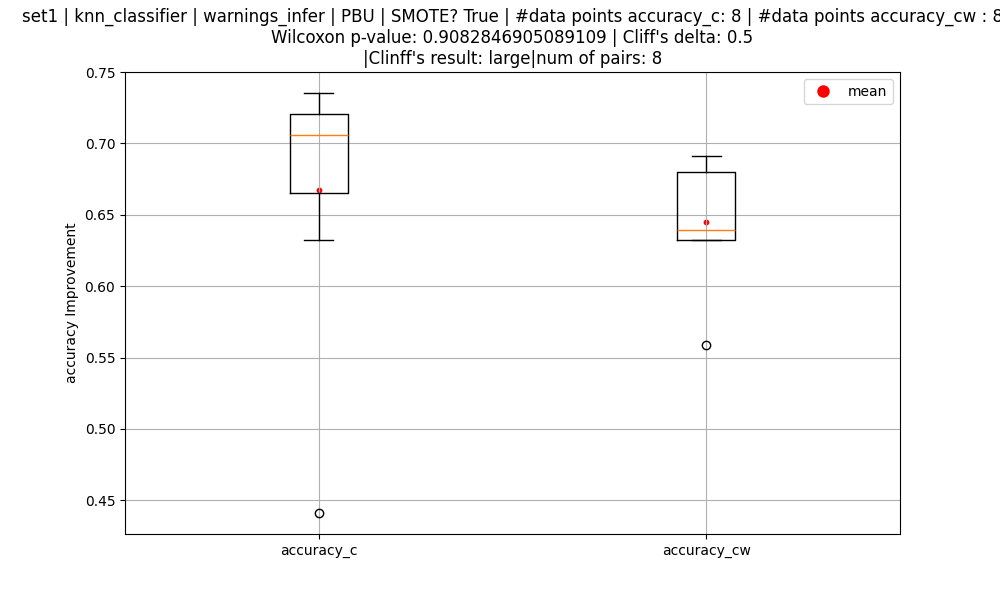 set1 | knn_classifier | warnings_infer | PBU | SMOTE? True | #data points accuracy_c: 8 | #data points accuracy_cw : 8
Wilcoxon p-value: 0.9082846905089109 | Cliff's delta: 0.5
|Clinff's result: large|num of pairs: 8
0.75
mean
0.70
0.65
0.60
0.55
0.50
0.45
accuracy Improvement
accuracy_c
accuracy_cw